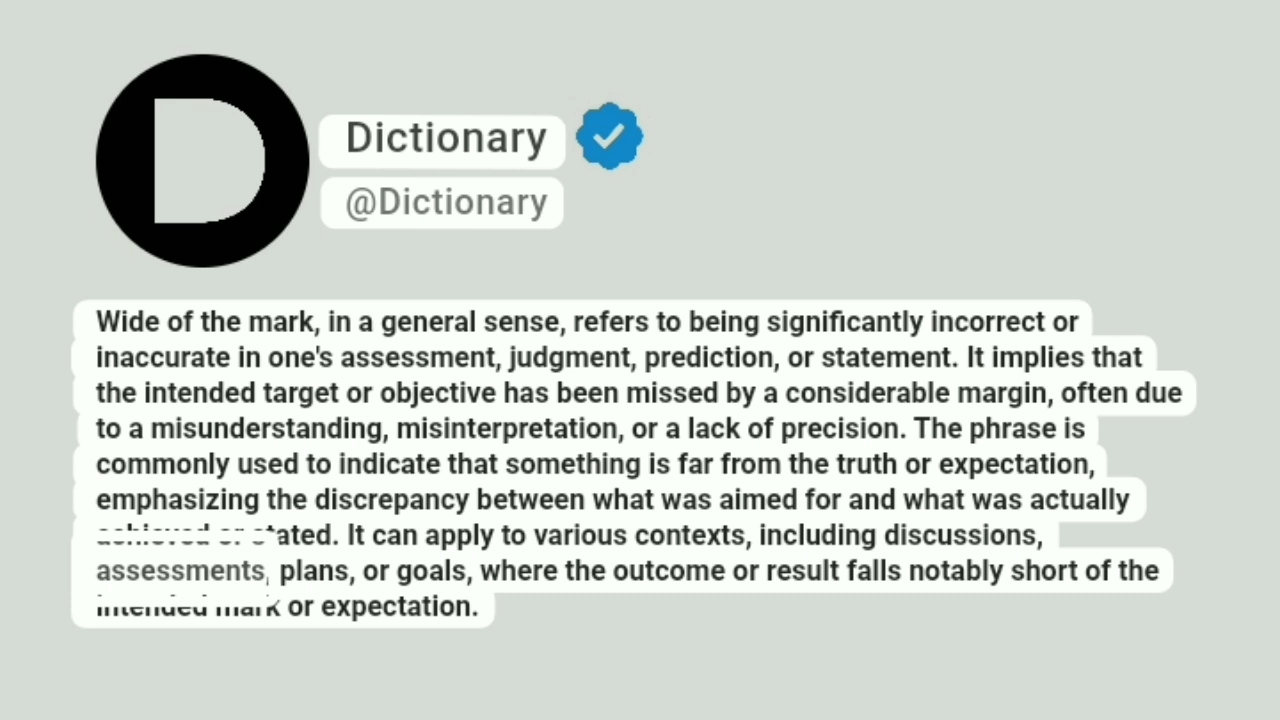 D
Dictionary
@Dictionary
Wide of the mark, in a general sense, refers to being significantly incorrect or
inaccurate in one's assessment, judgment, prediction, or statement. It implies that
the intended target or objective has been missed by a considerable margin, often due
to a misunderstanding, misinterpretation, or a lack of precision. The phrase is
commonly used to indicate that something is far from the truth or expectation,
emphasizing the discrepancy between what was aimed for and what was actually
achieved or stated. It can apply to various contexts, including discussions,
assessments, plans, or goals, where the outcome or result falls notably short of the
intended mark or expectation.